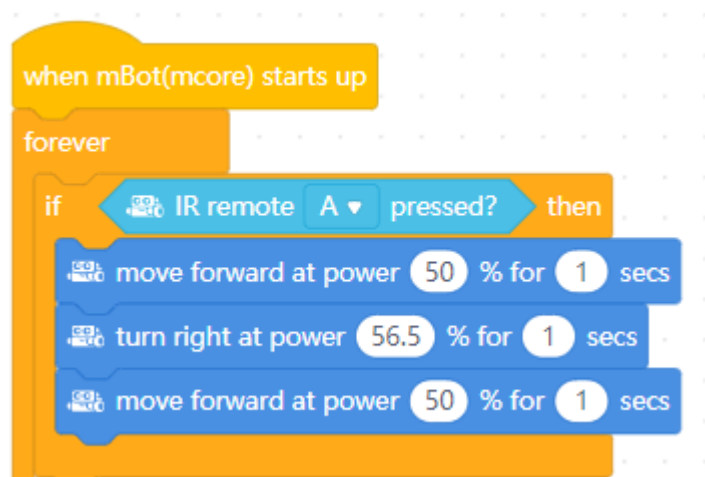 when mBot(mcore) starts up
forever
if IR remote A pressed? then
move forward at power 50 % for 1 secs
turn right at power 56.5 % for 1 secs
move forward at power 50 % for 1 secs